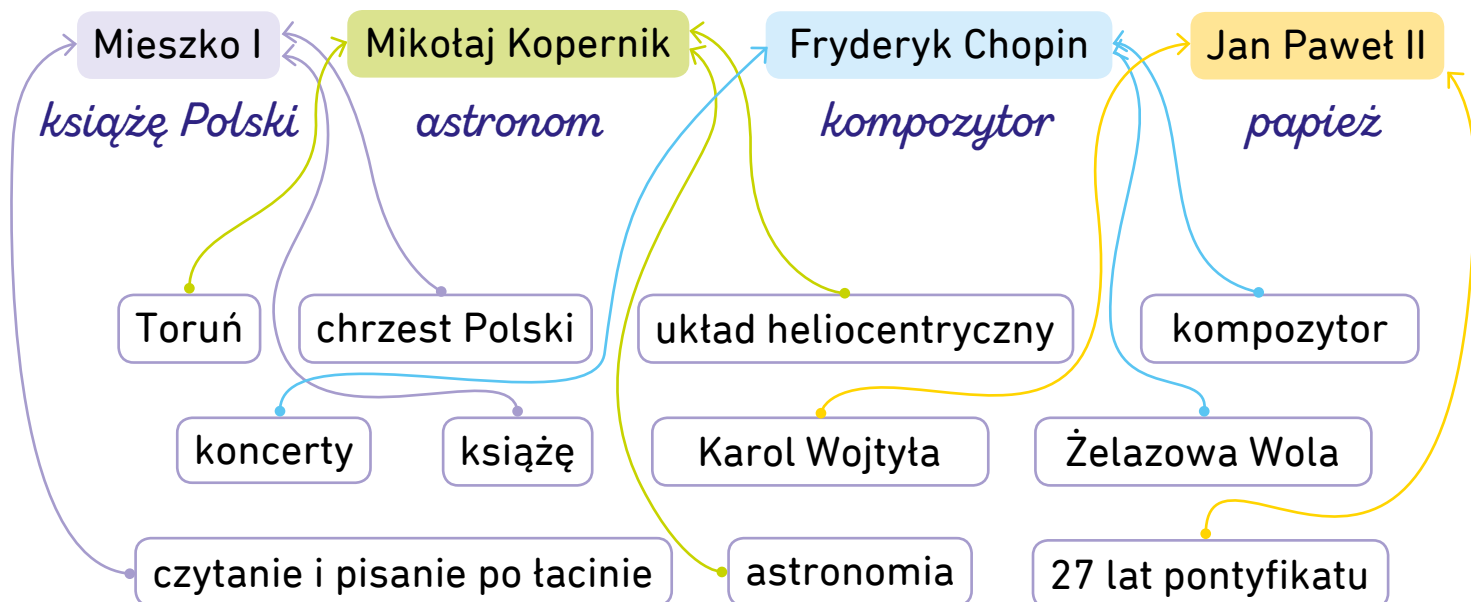 Mieszko I
Mikołaj Kopernik
Fryderyk Chopin
Jan Paweł II
książę Polski
astronom
kompozytor
papież
Toruń
chrzest Polski
układ heliocentryczny
kompozytor
koncerty
książę
Karol Wojtyła
Żelazowa Wola
czytanie i pisanie po łacinie
astronomia
27 lat pontyfikatu